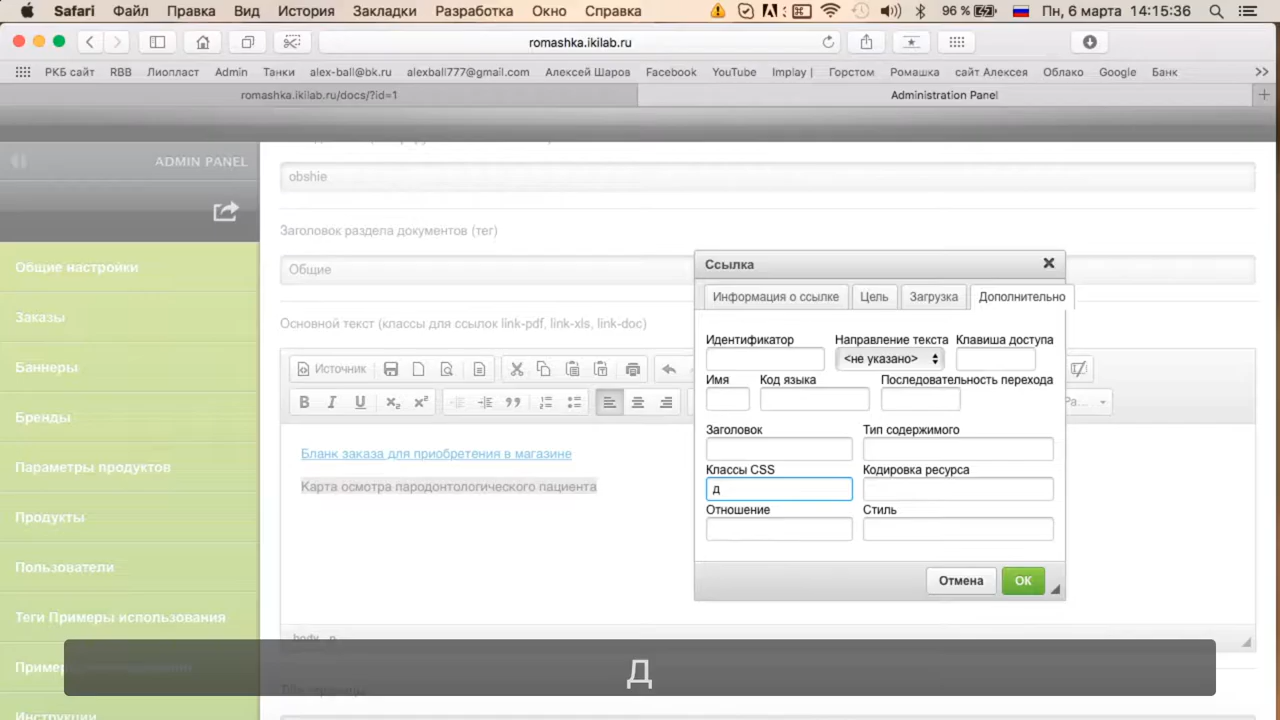 Safari Файл Правка Вид История Закладки Разработка Окно Справка 96 % Пн, 6 марта 14:15:36
romashka.ikilab.ru
РКБ сайт RBB Лиопласт Admin Танки alex-ball@bk.ru alexball777@gmail.com Алексей Шаров Facebook YouTube Implay | Горстом Ромашка сайт Алексея Облако Google Банк >>
romashka.ikilab.ru/docs/?id=1 Administration Panel
ADMIN PANEL
Общие настройки
Заказы
Баннеры
Бренды
Параметры продуктов
Продукты
Пользователи
Теги Примеры использования
Инструкции
obshie
Заголовок раздела документов (тег)
Общие
Основной текст (классы для ссылок link-pdf, link-xls, link-doc)
Источник
Бланк заказа для приобретения в магазине
Карта осмотра пародонтологического пациента
Ссылка
Информация о ссылке Цель Загрузка Дополнительно
Идентификатор Направление текста Клавиша доступа
<не указано>
Имя Код языка Последовательность перехода
Заголовок Тип содержимого
Классы CSS Кодировка ресурса
д
Отношение Стиль
Отмена ОК
Д